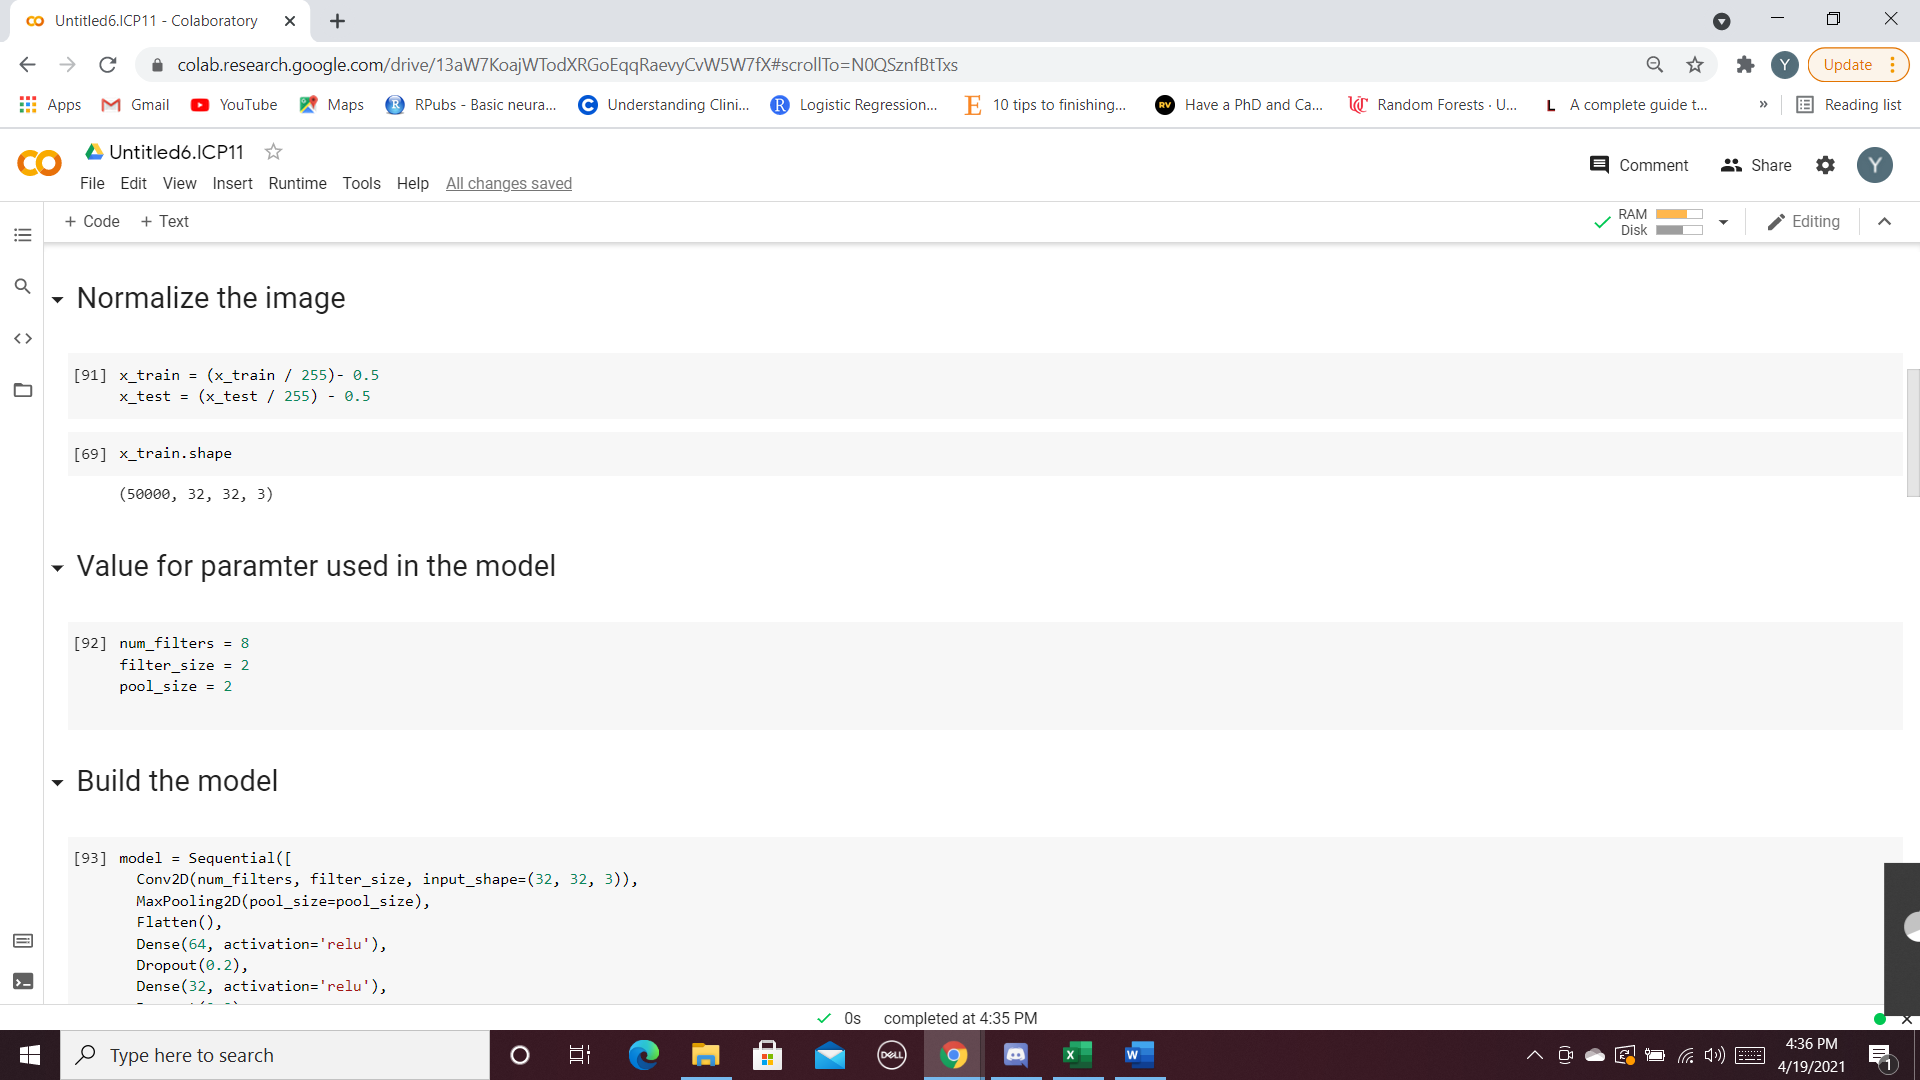 Untitled6.ICP11 - Colaboratory
colab.research.google.com/drive/13aW7KoajWTodXRGoEqqRaevyCvW5W7fX#scrollTo=N0QSznfBtTxs
Y
Update
Apps
Gmail
YouTube
Maps
RPubs - Basic neura...
Understanding Clini...
Logistic Regression...
10 tips to finishing...
Have a PhD and Ca...
Random Forests · U...
A complete guide t...
»
Reading list
Untitled6.ICP11
Comment
Share
Y
File Edit View Insert Runtime Tools Help All changes saved
+ Code + Text
RAM
Disk
Editing
Normalize the image
[91] x_train = (x_train / 255)- 0.5
x_test = (x_test / 255) - 0.5
[69] x_train.shape
(50000, 32, 32, 3)
Value for paramter used in the model
[92] num_filters = 8
filter_size = 2
pool_size = 2
Build the model
[93] model = Sequential([
Conv2D(num_filters, filter_size, input_shape=(32, 32, 3)),
MaxPooling2D(pool_size=pool_size),
Flatten(),
Dense(64, activation='relu'),
Dropout(0.2),
Dense(32, activation='relu'),
0s completed at 4:35 PM
Type here to search
DELL
4:36 PM
4/19/2021
1